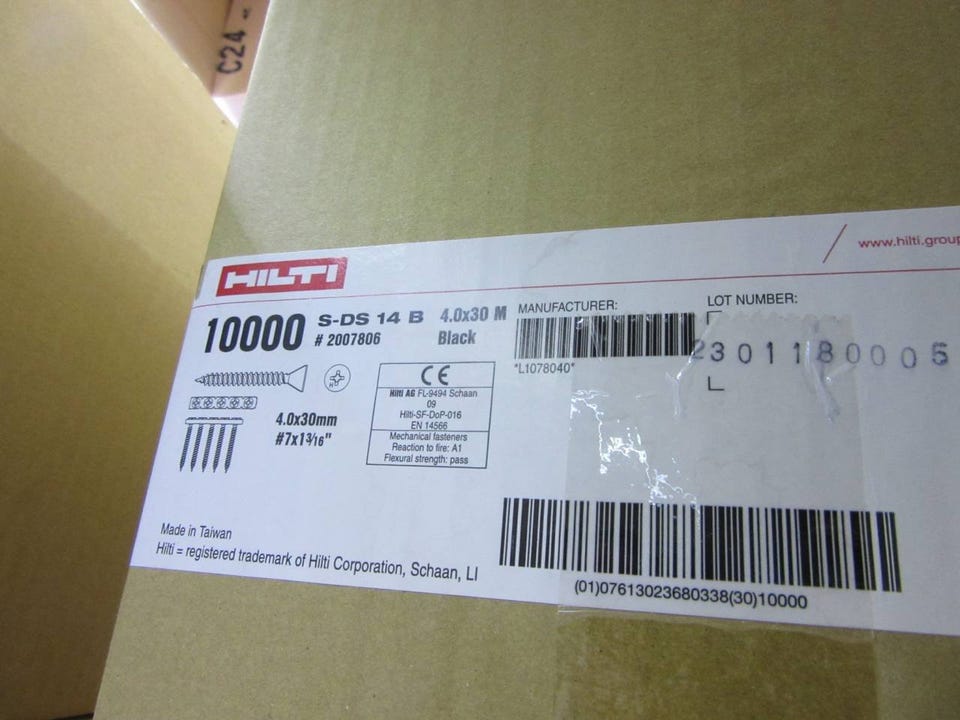 C24
www.hilti.group
HILTI
10000
S-DS 14 B 4.0x30 M
# 2007806 Black
MANUFACTURER:
*L1078040*
LOT NUMBER:
2301180005
4.0x30mm
#7x1 3/16"
CE
Hilti AG FL-9494 Schaan
09
Hilti-SF-DoP-016
EN 14566
Mechanical fasteners
Reaction to fire: A1
Flexural strength: pass
Made in Taiwan
Hilti = registered trademark of Hilti Corporation, Schaan, LI
(01)07613023680338(30)10000